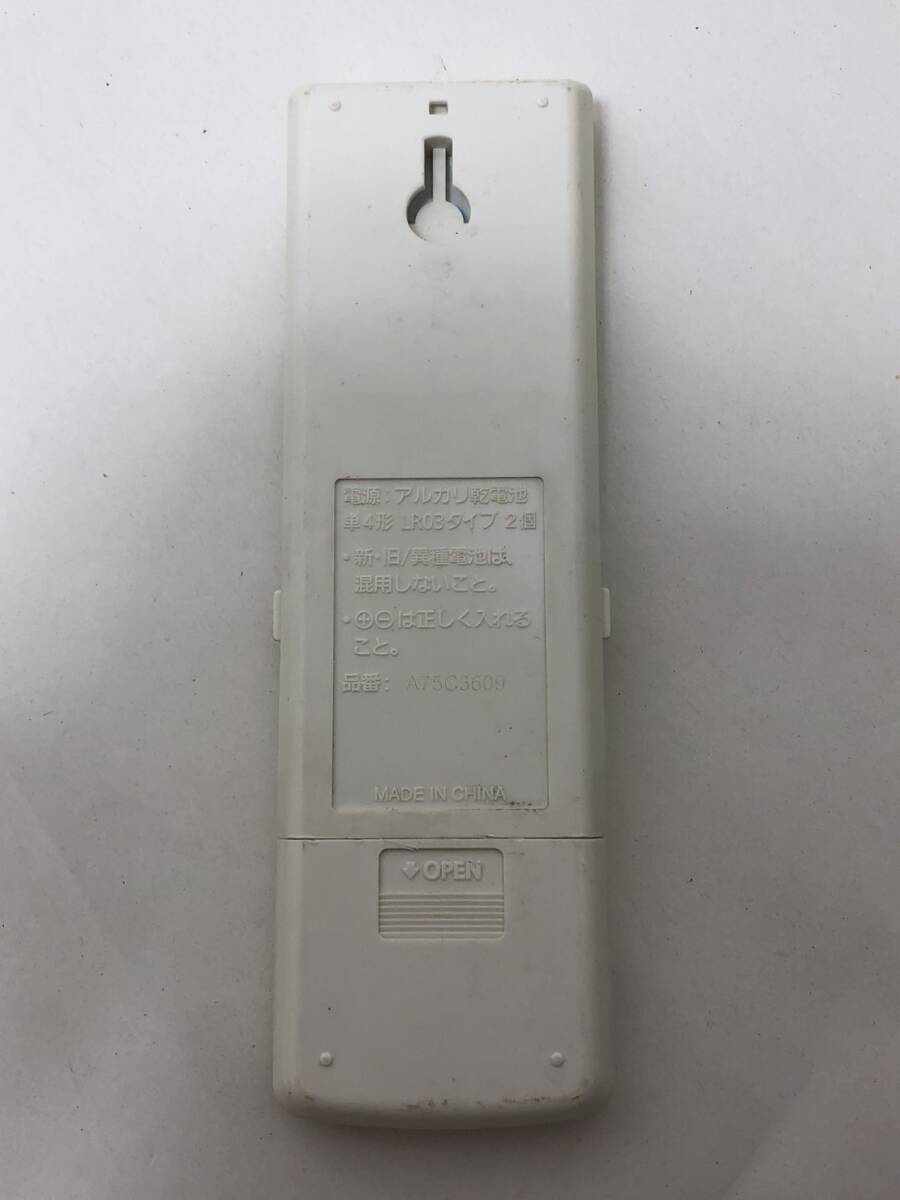 電源:アルカリ乾電池
単4形 LR03タイプ 2個
・新・旧/異種電池は、
混用しないこと。
・⊕⊖は正しく入れる
こと。
品番: A75C3609
MADE IN CHINA
OPEN